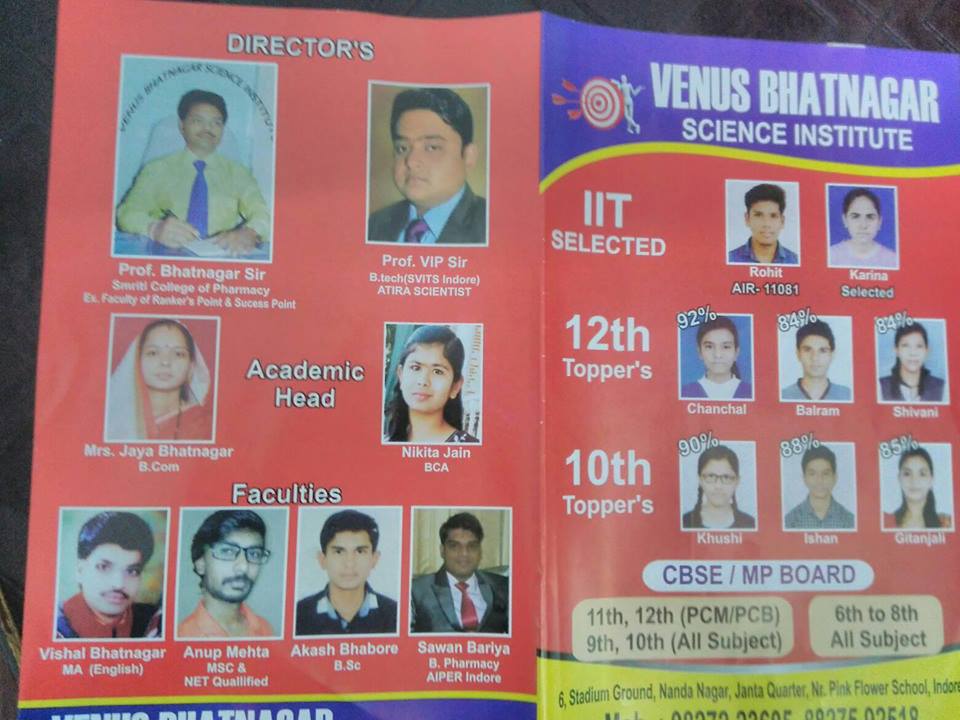 DIRECTOR'S
VENUS BHATNAGAR SCIENCE INSTITUTE
Prof. Bhatnagar Sir
Smriti College of Pharmacy
Ex. Faculty of Ranker's Point & Sucess Point
Prof. VIP Sir
B.tech(SVITS Indore)
ATIRA SCIENTIST
Academic
Head
Mrs. Jaya Bhatnagar
B.Com
Nikita Jain
BCA
Faculties
Vishal Bhatnagar
MA (English)
Anup Mehta
MSC &
NET Quallified
Akash Bhabore
B.Sc
Sawan Bariya
B. Pharmacy
AIPER Indore
VENUS BHATNAGAR
VENUS BHATNAGAR
SCIENCE INSTITUTE
IIT
SELECTED
Rohit
AIR- 11081
Karina
Selected
12th
Topper's
92%
Chanchal
84%
Balram
84%
Shivani
10th
Topper's
90%
Khushi
88%
Ishan
85%
Gitanjali
CBSE / MP BOARD
11th, 12th (PCM/PCB)
9th, 10th (All Subject)
6th to 8th
All Subject
6, Stadium Ground, Nanda Nagar, Janta Quarter, Nr. Pink Flower School, Indore